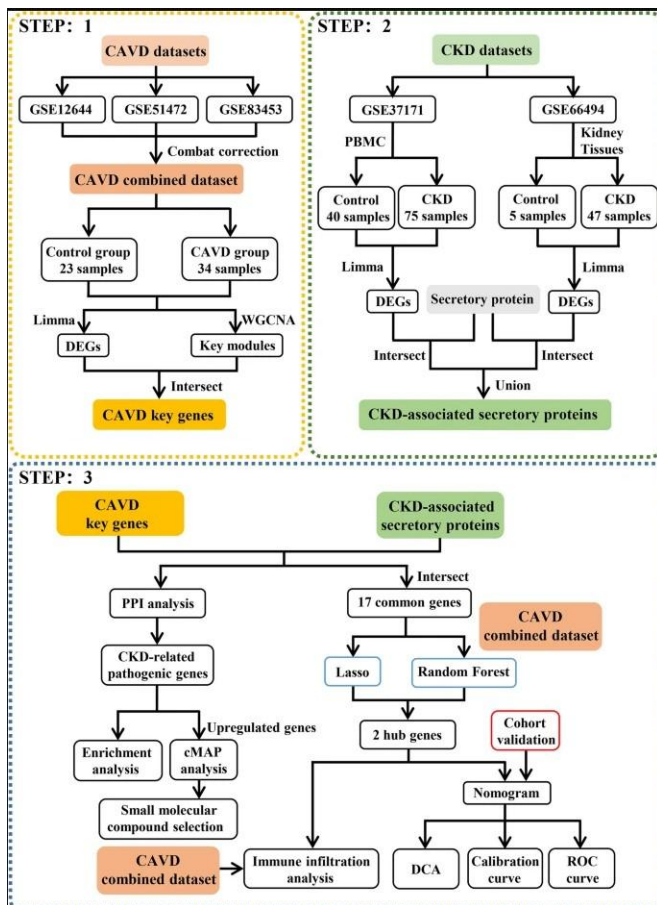 STEP: 1
CAVD datasets
GSE12644
GSE51472
GSE83453
Combat correction
CAVD combined dataset
Control group
23 samples
CAVD group
34 samples
Limma
WGCNA
DEGs
Key modules
Intersect
CAVD key genes
STEP: 2
CKD datasets
GSE37171
GSE66494
PBMC
Kidney
Tissues
Control
40 samples
CKD
75 samples
Control
5 samples
CKD
47 samples
Limma
Limma
DEGs
Secretory protein
DEGs
Intersect
Intersect
Union
CKD-associated secretory proteins
STEP: 3
CAVD
key genes
CKD-associated
secretory proteins
Intersect
PPI analysis
17 common genes
CAVD
combined dataset
CKD-related
pathogenic genes
Lasso
Random Forest
Upregulated genes
Enrichment
analysis
cMAP
analysis
2 hub genes
Cohort
validation
Small molecular
compound selection
Nomogram
CAVD
combined dataset
Immune infiltration
analysis
DCA
Calibration
curve
ROC
curve